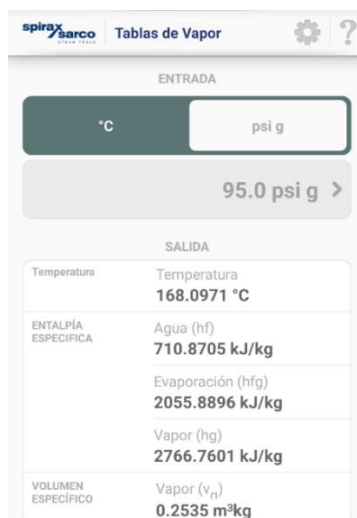 spirax
sarco
STEAM TOOLS
Tablas de Vapor
?
ENTRADA
°C
psi g
95.0 psi g >
SALIDA
Temperatura
Temperatura
168.0971 °C
ENTALPÍA
ESPECIFICA
Agua (hf)
710.8705 kJ/kg
Evaporación (hfg)
2055.8896 kJ/kg
Vapor (hg)
2766.7601 kJ/kg
VOLUMEN
ESPECÍFICO
Vapor (vg)
0.2535 m³kg